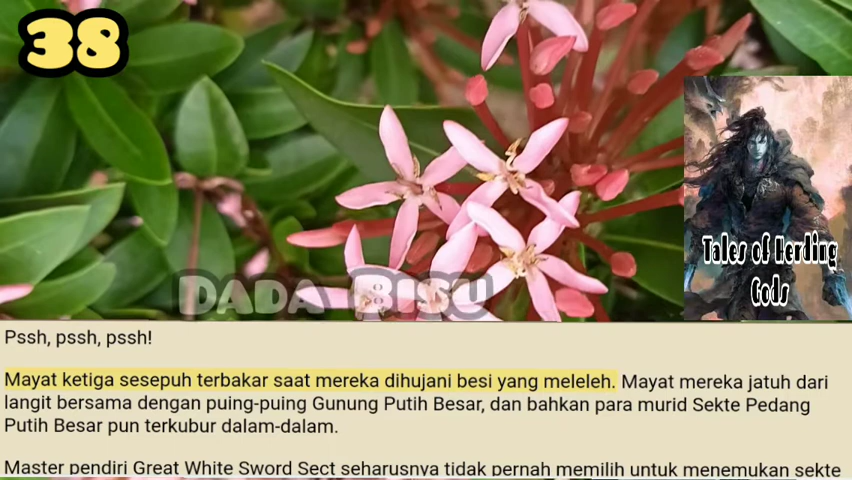 38
Tales of Herding
Gods
DADA BISU
Pssh, pssh, pssh!
Mayat ketiga sesepuh terbakar saat mereka dihujani besi yang meleleh. Mayat mereka jatuh dari
langit bersama dengan puing-puing Gunung Putih Besar, dan bahkan para murid Sekte Pedang
Putih Besar pun terkubur dalam-dalam.
Master pendiri Great White Sword Sect seharusnya tidak pernah memilih untuk menemukan sekte